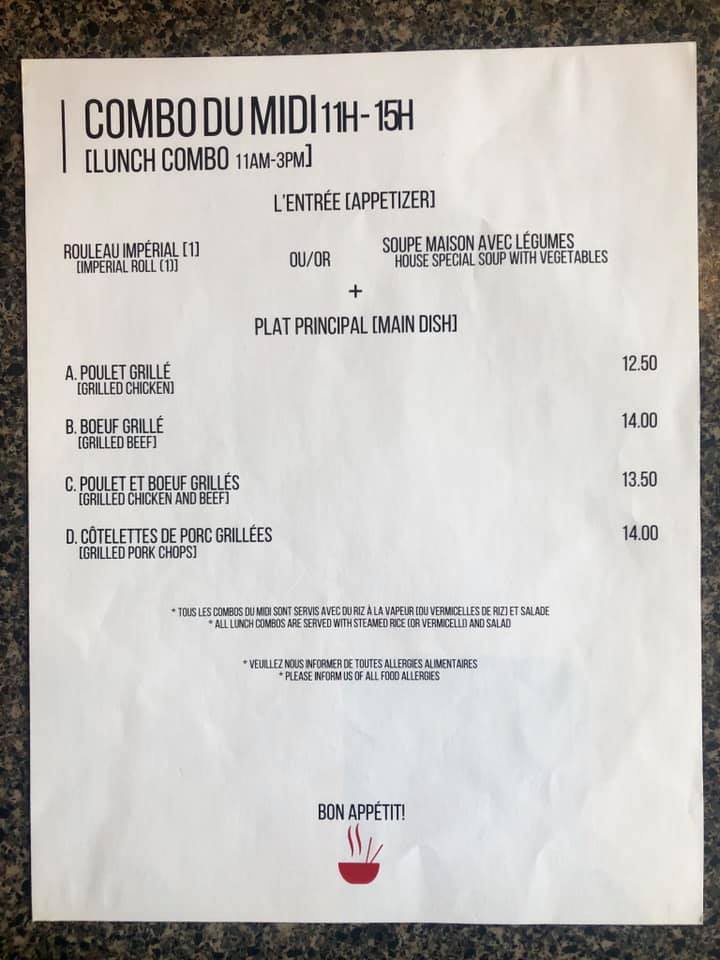 COMBO DU MIDI 11H - 15H
[LUNCH COMBO 11AM-3PM]
L'ENTRÉE [APPETIZER]
ROULEAU IMPÉRIAL [1]
[IMPERIAL ROLL (1)]
OU/OR
SOUPE MAISON AVEC LÉGUMES
HOUSE SPECIAL SOUP WITH VEGETABLES
+
PLAT PRINCIPAL [MAIN DISH]
A. POULET GRILLÉ 12.50
[GRILLED CHICKEN]
B. BOEUF GRILLÉ 14.00
[GRILLED BEEF]
C. POULET ET BOEUF GRILLÉS 13.50
[GRILLED CHICKEN AND BEEF]
D. CÔTELETTES DE PORC GRILLÉES 14.00
[GRILLED PORK CHOPS]
* TOUS LES COMBOS DU MIDI SONT SERVIS AVEC DU RIZ À LA VAPEUR [OU VERMICELLES DE RIZ] ET SALADE
* ALL LUNCH COMBOS ARE SERVED WITH STEAMED RICE [OR VERMICELLI] AND SALAD
* VEUILLEZ NOUS INFORMER DE TOUTES ALLERGIES ALIMENTAIRES
* PLEASE INFORM US OF ALL FOOD ALLERGIES
BON APPÉTIT!